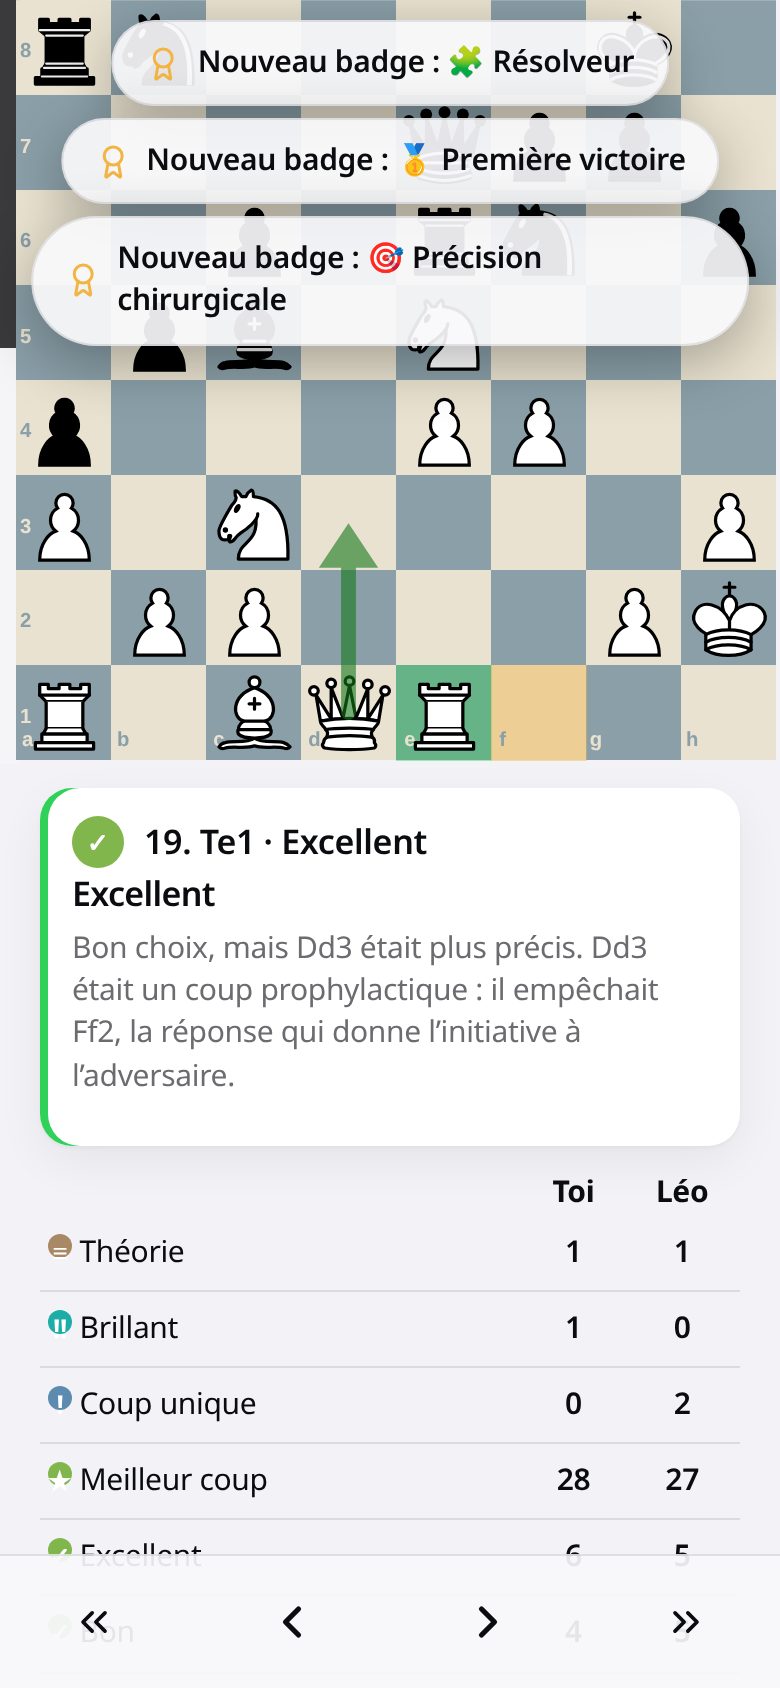 8
Nouveau badge : 🧩 Résolveur
7
Nouveau badge : 🥇 Première victoire
6
Nouveau badge : 🎯 Précision
chirurgicale
5
4
3
2
1
a b c d e f g h
19. Te1 · Excellent
Excellent
Bon choix, mais Dd3 était plus précis. Dd3
était un coup prophylactique : il empêchait
Ff2, la réponse qui donne l’initiative à
l’adversaire.
Toi Léo
Théorie 1 1
Brillant 1 0
Coup unique 0 2
Meilleur coup 28 27
Excellent 6 5
Bon 4